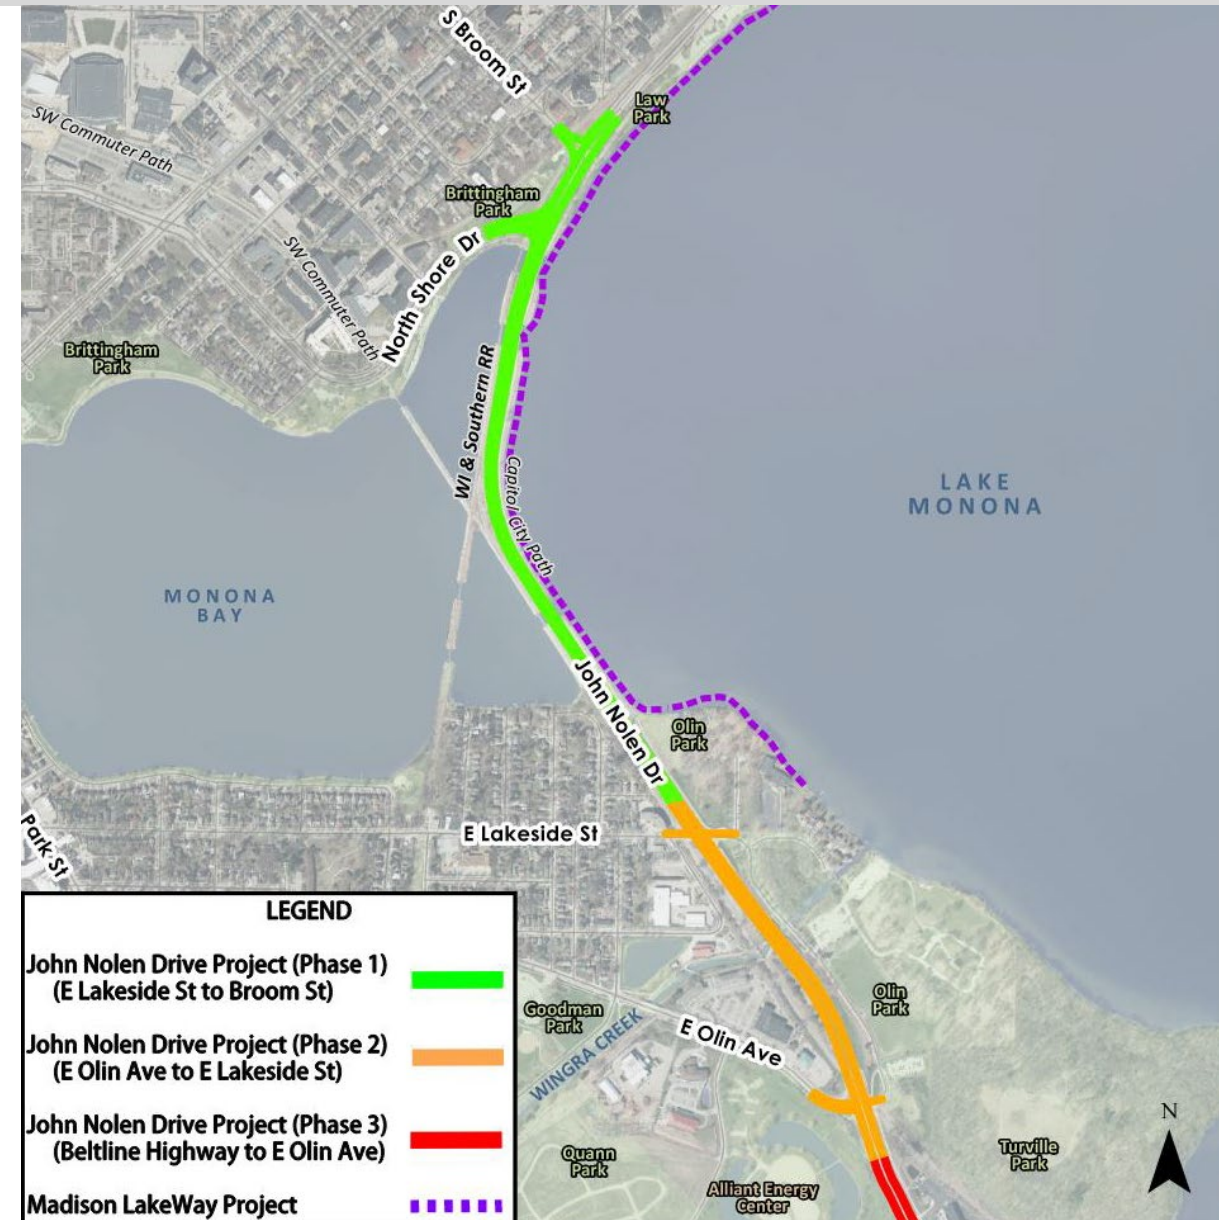 S Broom St
Law
Park
SW Commuter Path
Brittingham
Park
SW Commuter Path
North Shore Dr
Brittingham
Park
WI & Southern RR
Capitol City Path
LAKE
MONONA
MONONA
BAY
John Nolen Dr
Olin
Park
E Lakeside St
Park St
LEGEND
John Nolen Drive Project (Phase 1)
(E Lakeside St to Broom St)
John Nolen Drive Project (Phase 2)
(E Olin Ave to E Lakeside St)
John Nolen Drive Project (Phase 3)
(Beltline Highway to E Olin Ave)
Madison LakeWay Project
Goodman
Park
WINGRA CREEK
E Olin Ave
Olin
Park
Quann
Park
Alliant Energy
Center
Turville
Park
N